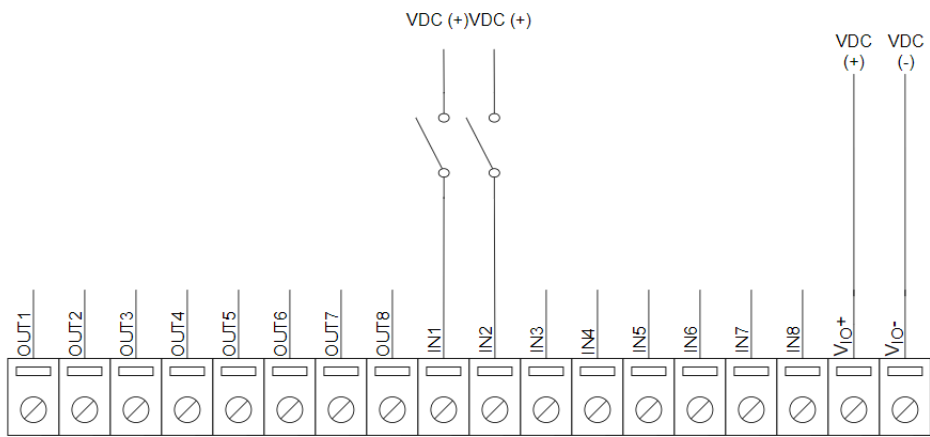 VDC (+)VDC (+)
VDC
(+)
VDC
(-)
OUT1
OUT2
OUT3
OUT4
OUT5
OUT6
OUT7
OUT8
IN1
IN2
IN3
IN4
IN5
IN6
IN7
IN8
VIO+
VIO-